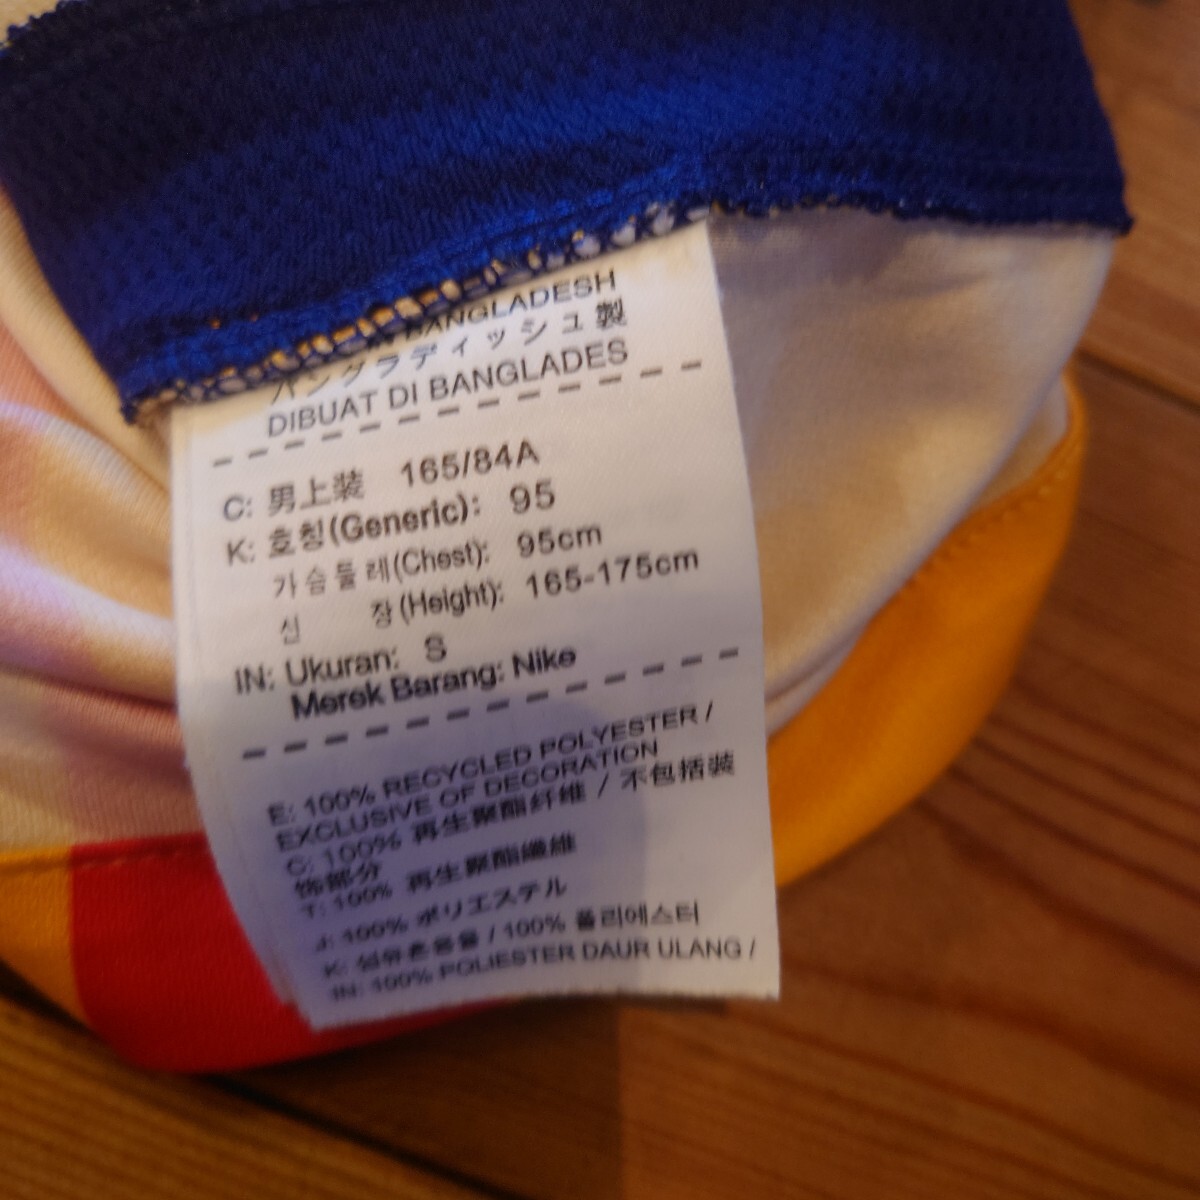 BANGLADESH
バングラディッシュ製
DIBUAT DI BANGLADES
C: 男上装 165/84A
K: 호칭(Generic): 95
가슴둘레(Chest): 95cm
신 장(Height): 165-175cm
IN: Ukuran: S
Merek Barang: Nike
E: 100% RECYCLED POLYESTER /
EXCLUSIVE OF DECORATION
C: 100% 再生聚酯纤维 / 不包括装
饰部分
T: 100% 再生聚酯纖維
J: 100% ポリエステル
K: 섬유혼용율 / 100% 폴리에스터
IN: 100% POLIESTER DAUR ULANG /